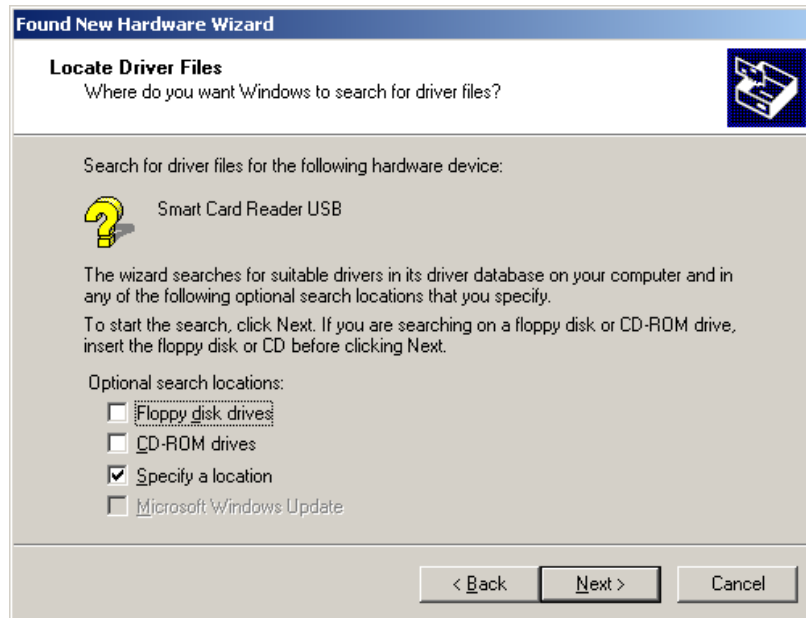 Found New Hardware Wizard
Locate Driver Files
Where do you want Windows to search for driver files?
Search for driver files for the following hardware device:
Smart Card Reader USB
The wizard searches for suitable drivers in its driver database on your computer and in
any of the following optional search locations that you specify.
To start the search, click Next. If you are searching on a floppy disk or CD-ROM drive,
insert the floppy disk or CD before clicking Next.
Optional search locations:
Floppy disk drives
CD-ROM drives
Specify a location
Microsoft Windows Update
< Back Next > Cancel